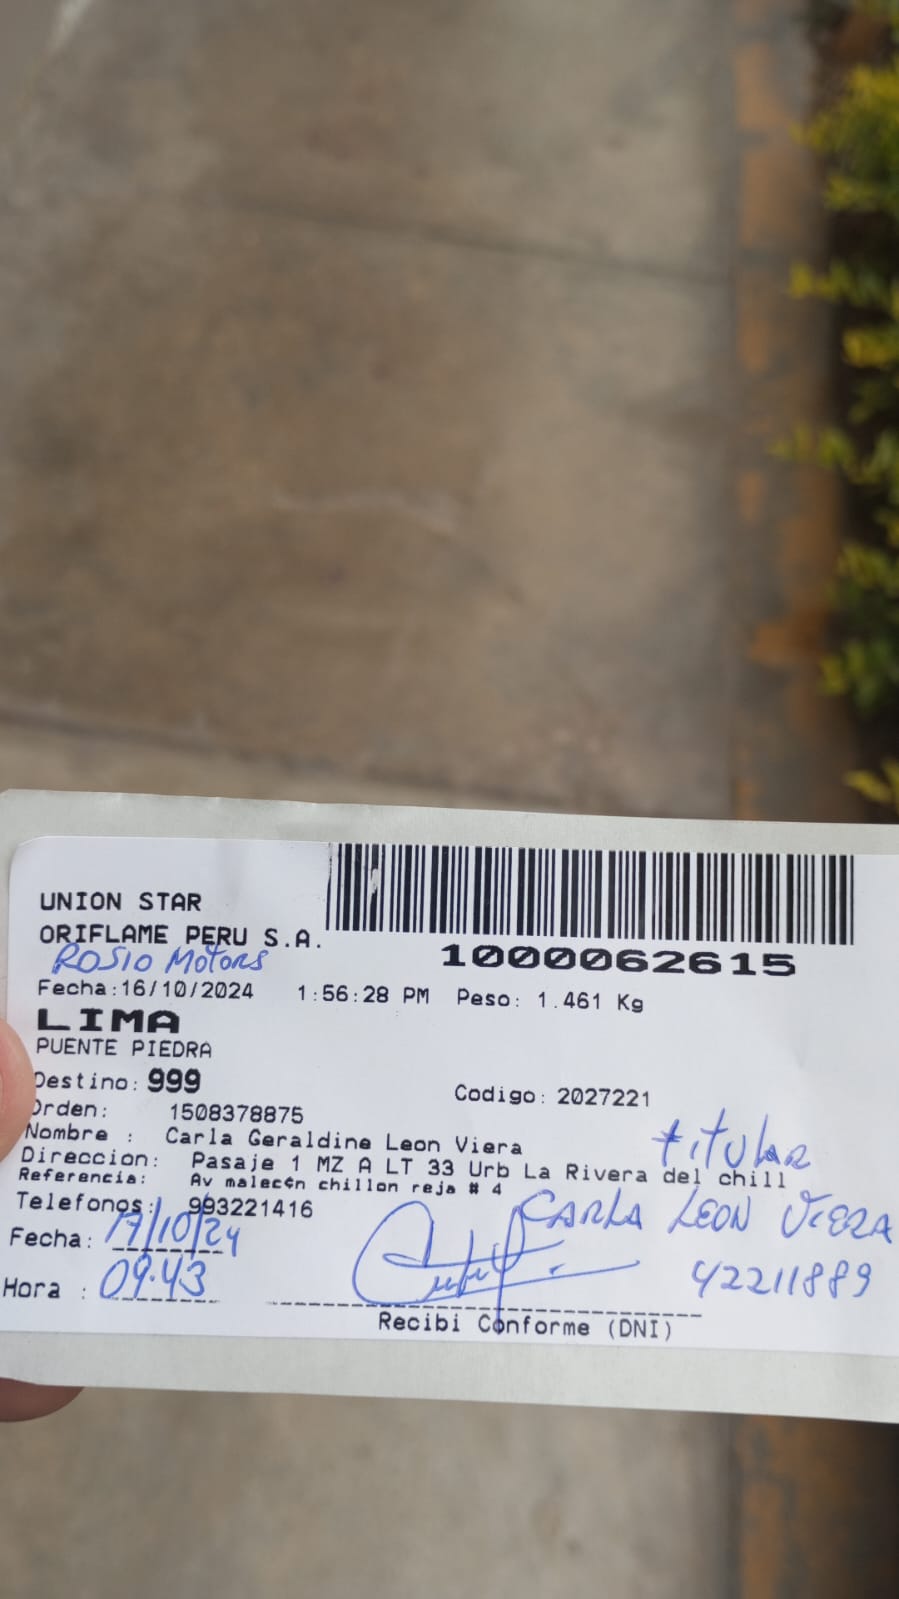 UNION STAR
ORIFLAME PERU S.A.
ROSIO MOTORS
1000062615
Fecha:16/10/2024 1:56:28 PM Peso: 1.461 Kg
LIMA
PUENTE PIEDRA
Destino: 999
Codigo: 2027221
Orden: 1508378875
Nombre : Carla Geraldine Leon Viera
titular
Direccion: Pasaje 1 MZ A LT 33 Urb La Rivera del chill
Referencia: Av malecón chillon reja # 4
Telefonos: 993221416
CARLA LEON VIERA
Fecha: 17/10/24
42211889
Hora : 09.43
Recibi Conforme (DNI)